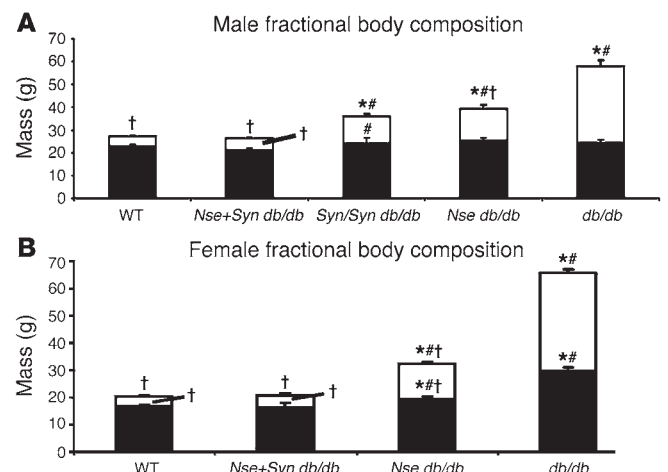 A Male fractional body composition
Mass (g)
70
60
50
40
30
20
10
0
† † *# *#† *#
† #
WT Nse+Syn db/db Syn/Syn db/db Nse db/db db/db
B Female fractional body composition
Mass (g)
70
60
50
40
30
20
10
0
† † *#† *#
† † *#† *#
WT Nse+Syn db/db Nse db/db db/db